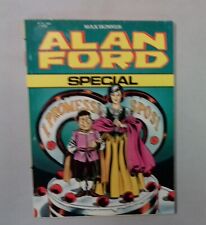 MAX BUNKER
ALAN
FORD
SPECIAL
I PROMESSI SPOSI